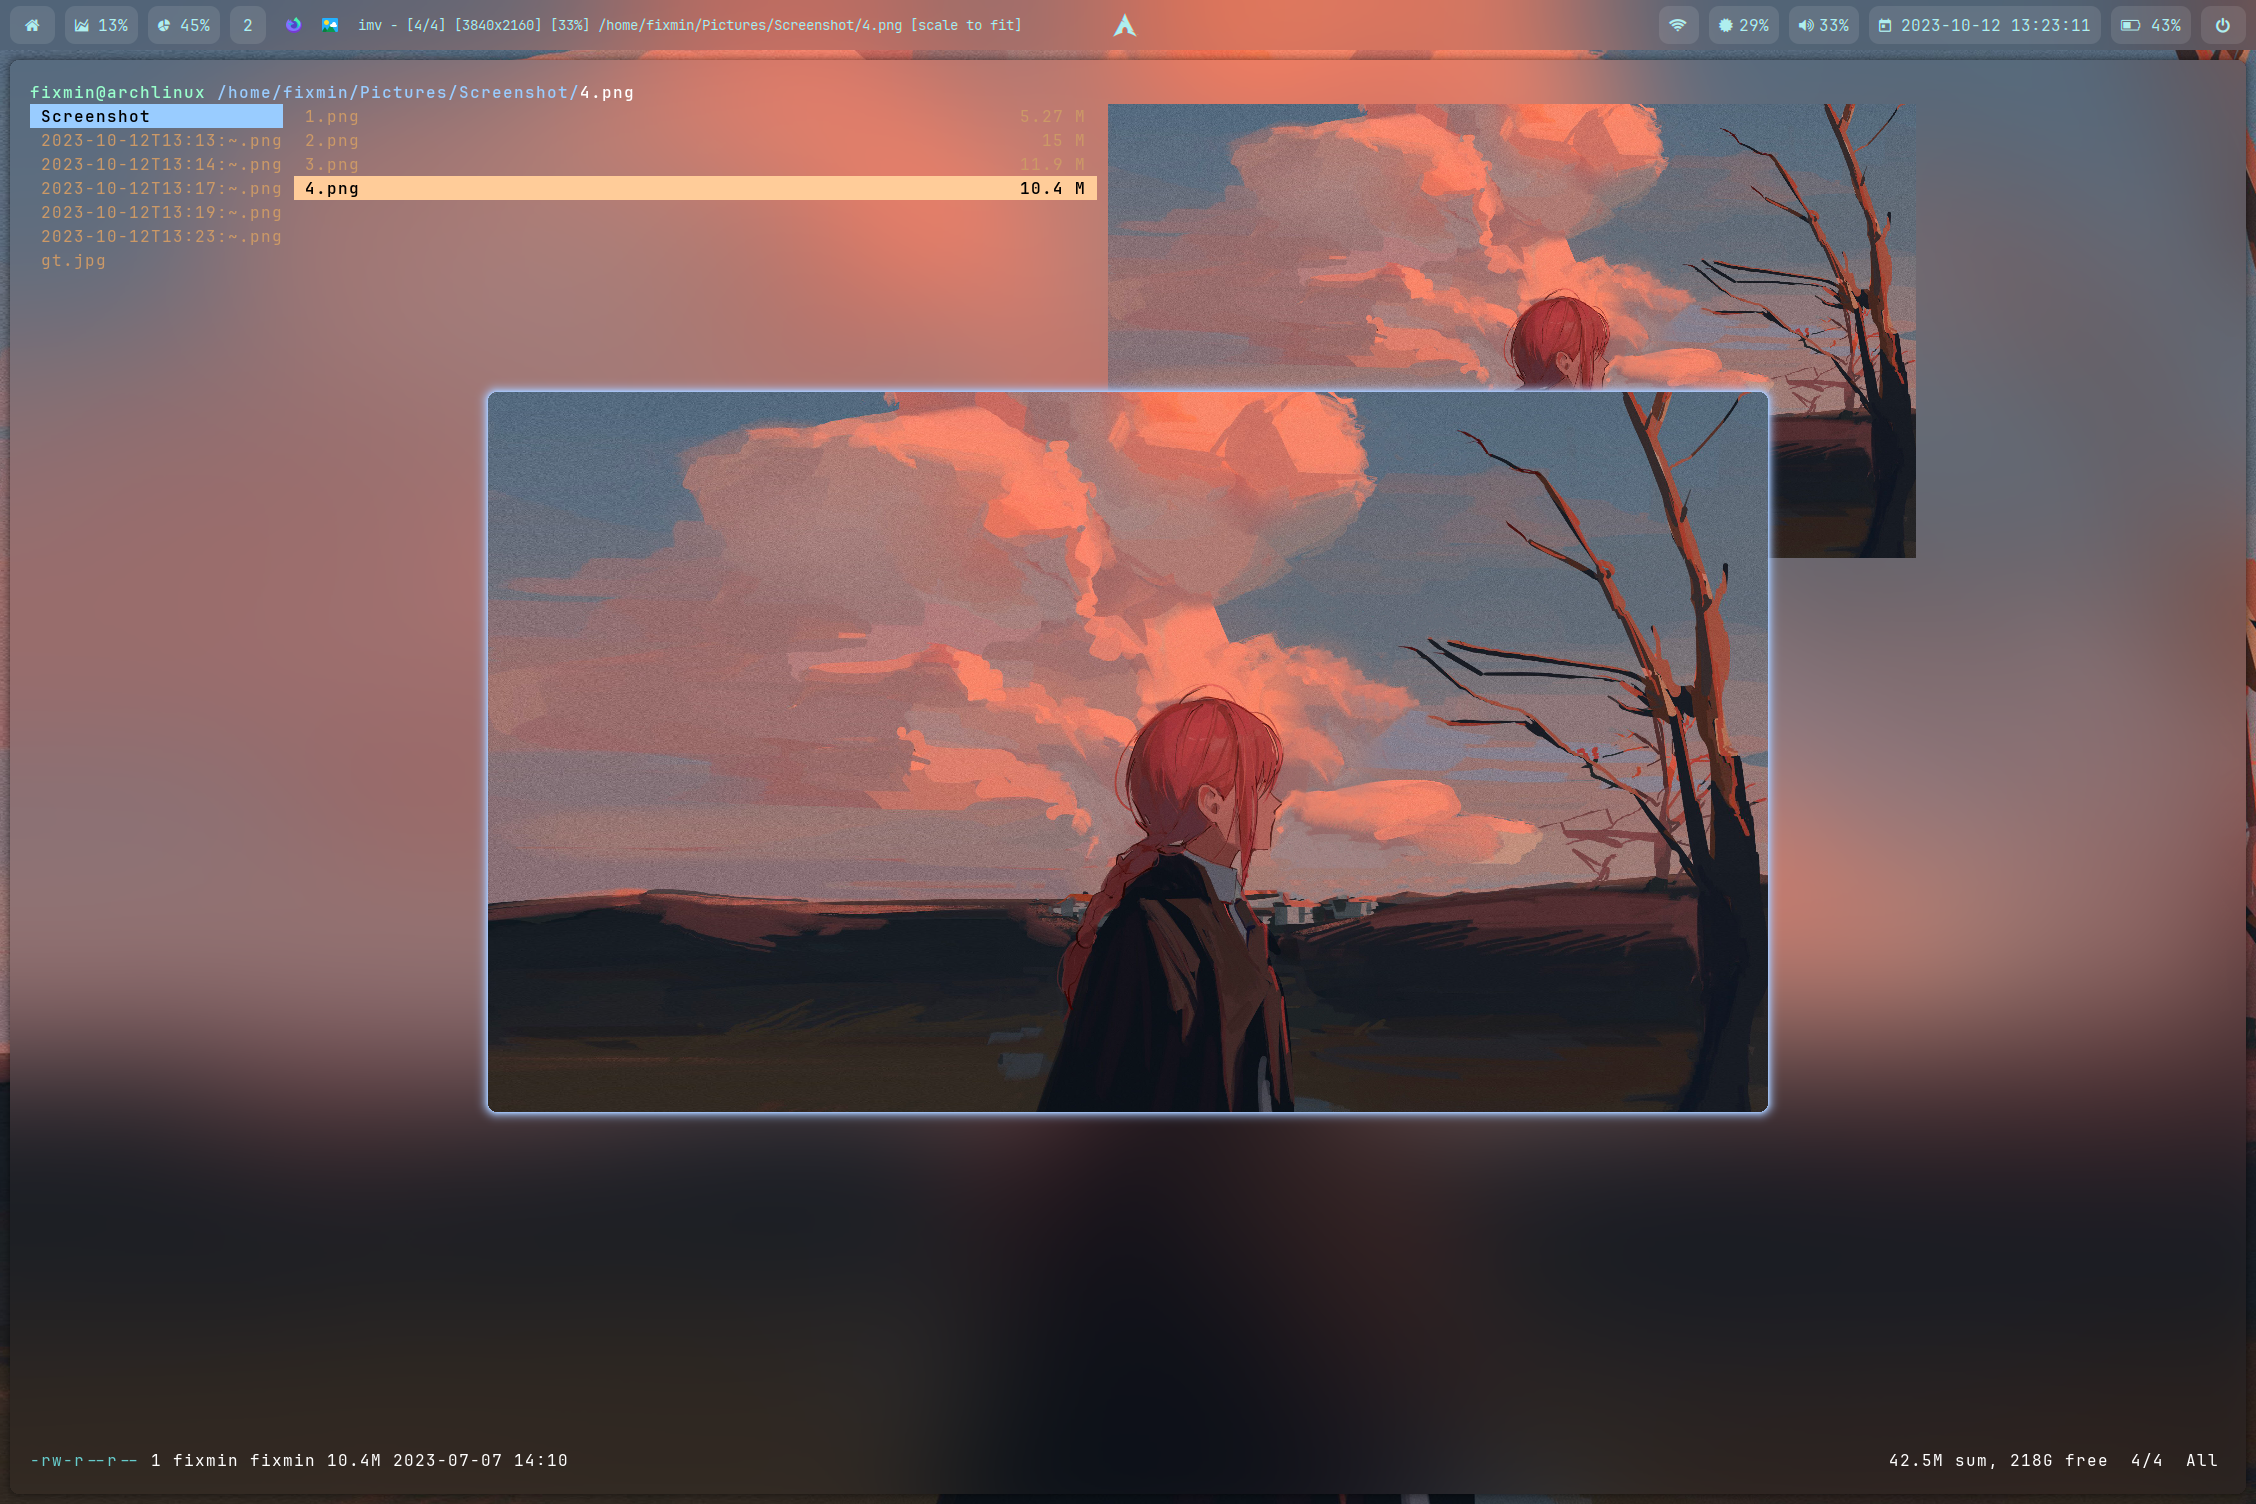 13% 45% 2 imv - [4/4] [3840x2160] [33%] /home/fixmin/Pictures/Screenshot/4.png [scale to fit] 29% 33% 2023-10-12 13:23:11 43%
fixmin@archlinux /home/fixmin/Pictures/Screenshot/4.png
Screenshot 1.png 5.27 M
2023-10-12T13:13:~.png 2.png 15 M
2023-10-12T13:14:~.png 3.png 11.9 M
2023-10-12T13:17:~.png 4.png 10.4 M
2023-10-12T13:19:~.png
2023-10-12T13:23:~.png
gt.jpg
-rw-r--r-- 1 fixmin fixmin 10.4M 2023-07-07 14:10 42.5M sum, 218G free 4/4 All